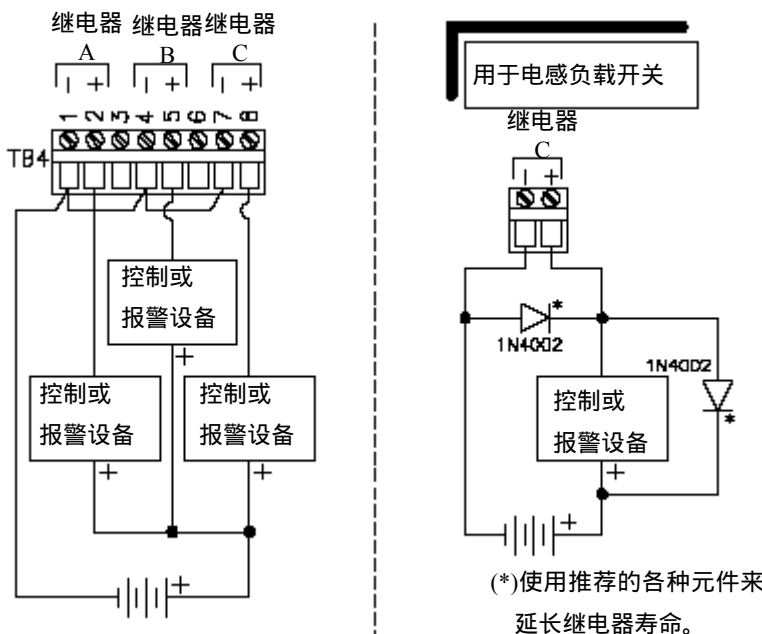 继电器 继电器 继电器
A B C
- + - + - +
1 2 3 4 5 6 7 8
TB4
控制或
报警设备
+
控制或
报警设备
+
控制或
报警设备
+
+
用于电感负载开关
继电器
C
- +
*
1N4002
1N4002
*
控制或
报警设备
+
+
(*)使用推荐的各种元件来
延长继电器寿命。